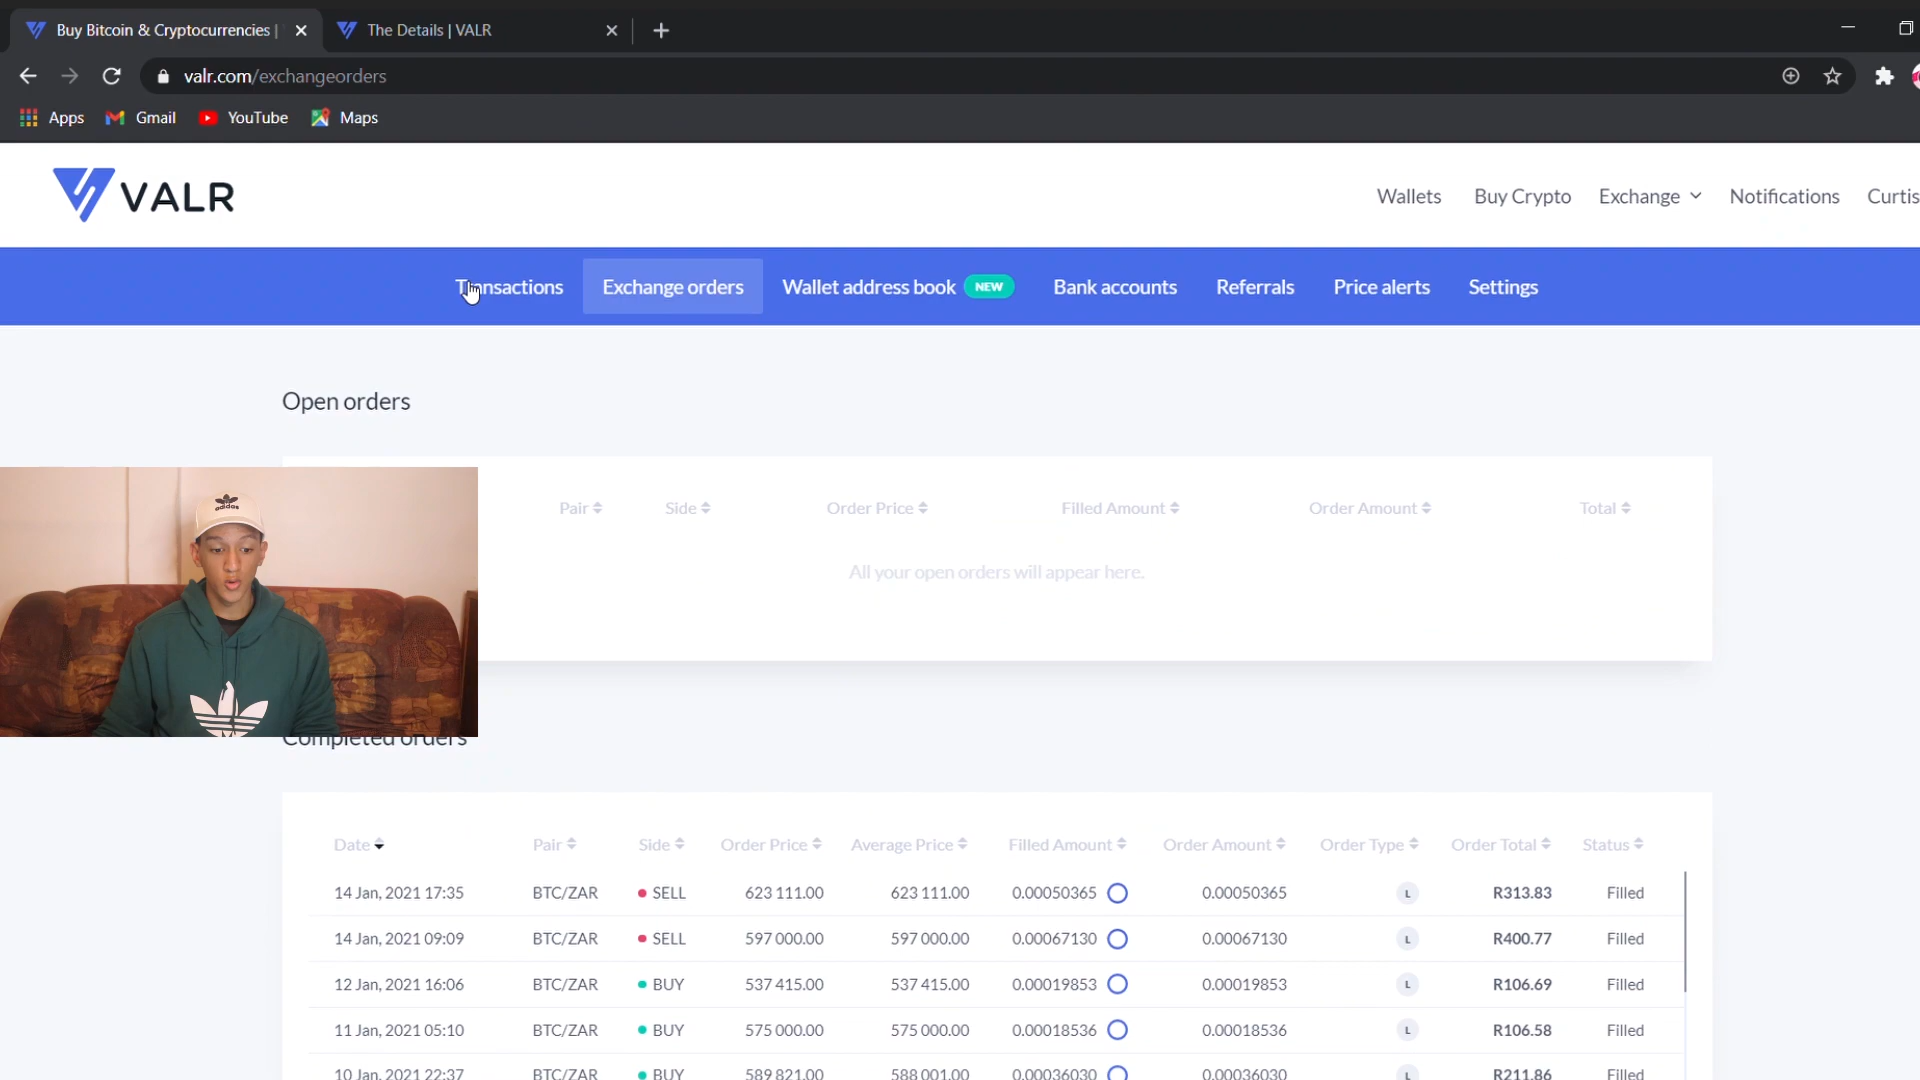 Buy Bitcoin & Cryptocurrencies |
The Details | VALR
valr.com/exchangeorders
Apps Gmail YouTube Maps
VALR
Wallets Buy Crypto Exchange Notifications Curtis
Transactions Exchange orders Wallet address book NEW Bank accounts Referrals Price alerts Settings
Open orders
Pair Side Order Price Filled Amount Order Amount Total
All your open orders will appear here.
adidas
Completed orders
Date Pair Side Order Price Average Price Filled Amount Order Amount Order Type Order Total Status
14 Jan, 2021 17:35 BTC/ZAR SELL 623 111.00 623 111.00 0.00050365 0.00050365 L R313.83 Filled
14 Jan, 2021 09:09 BTC/ZAR SELL 597 000.00 597 000.00 0.00067130 0.00067130 L R400.77 Filled
12 Jan, 2021 16:06 BTC/ZAR BUY 537 415.00 537 415.00 0.00019853 0.00019853 L R106.69 Filled
11 Jan, 2021 05:10 BTC/ZAR BUY 575 000.00 575 000.00 0.00018536 0.00018536 L R106.58 Filled
10 Jan, 2021 22:37 BTC/ZAR BUY 589 821.00 588 001.00 0.00036030 0.00036030 L R211.86 Filled